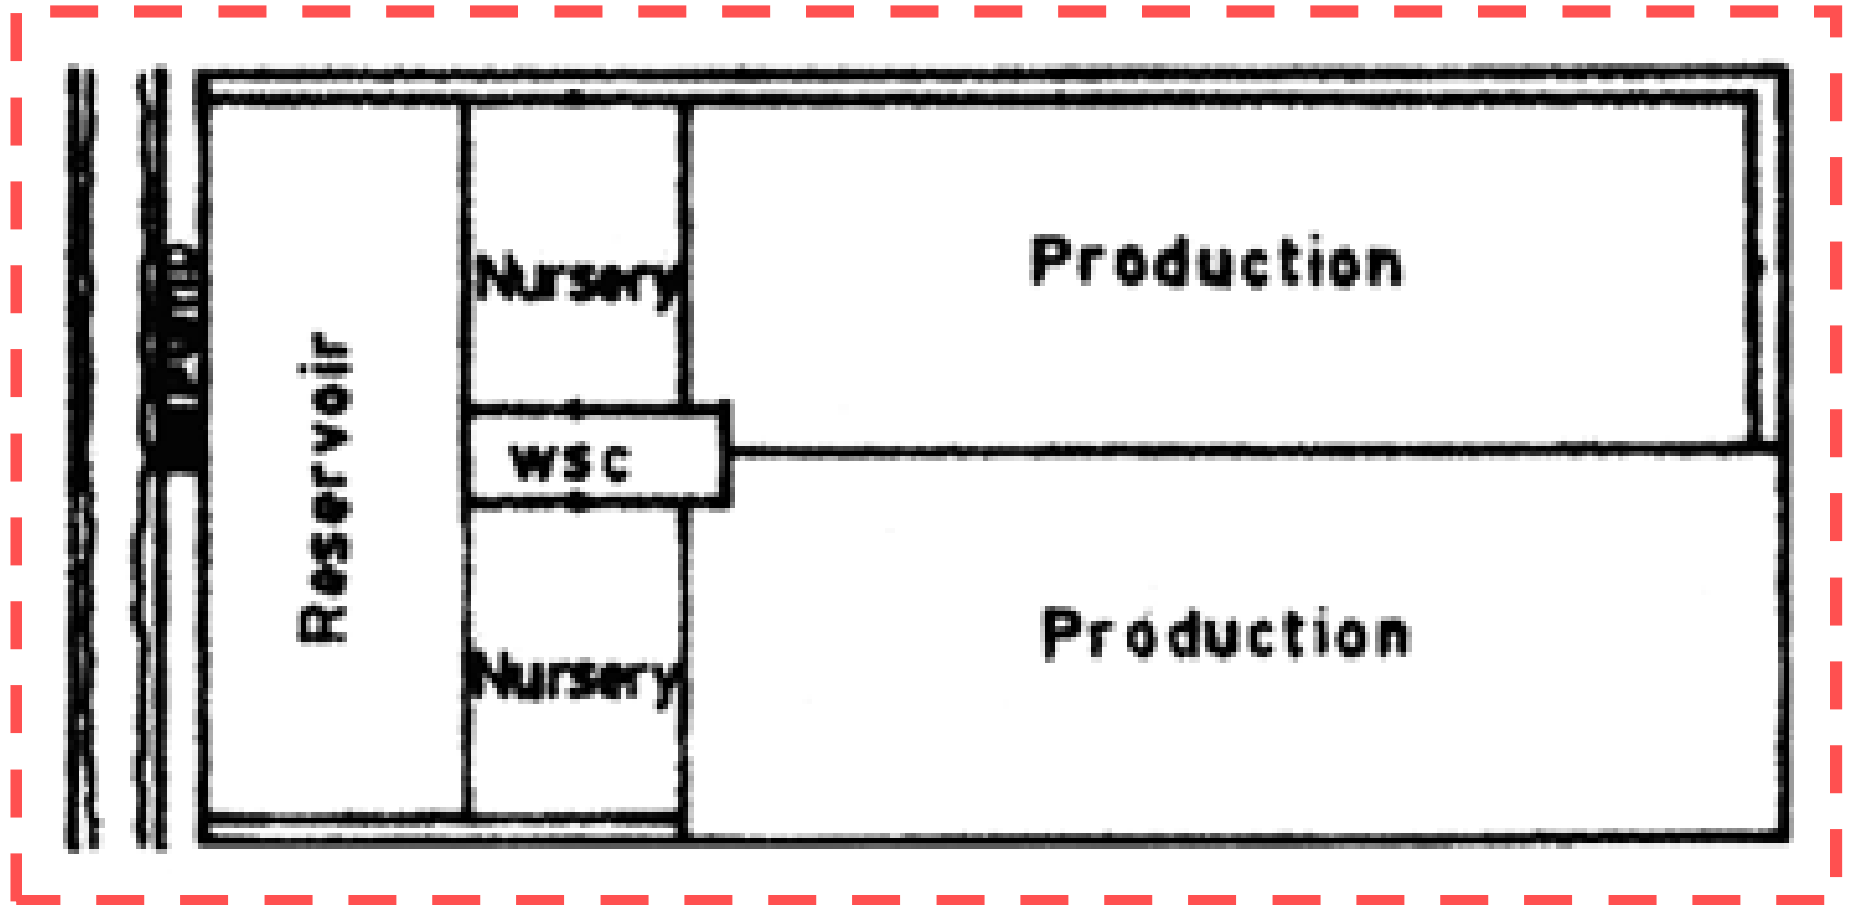 Reservoir
Nursery
Production
WSC
Nursery
Production